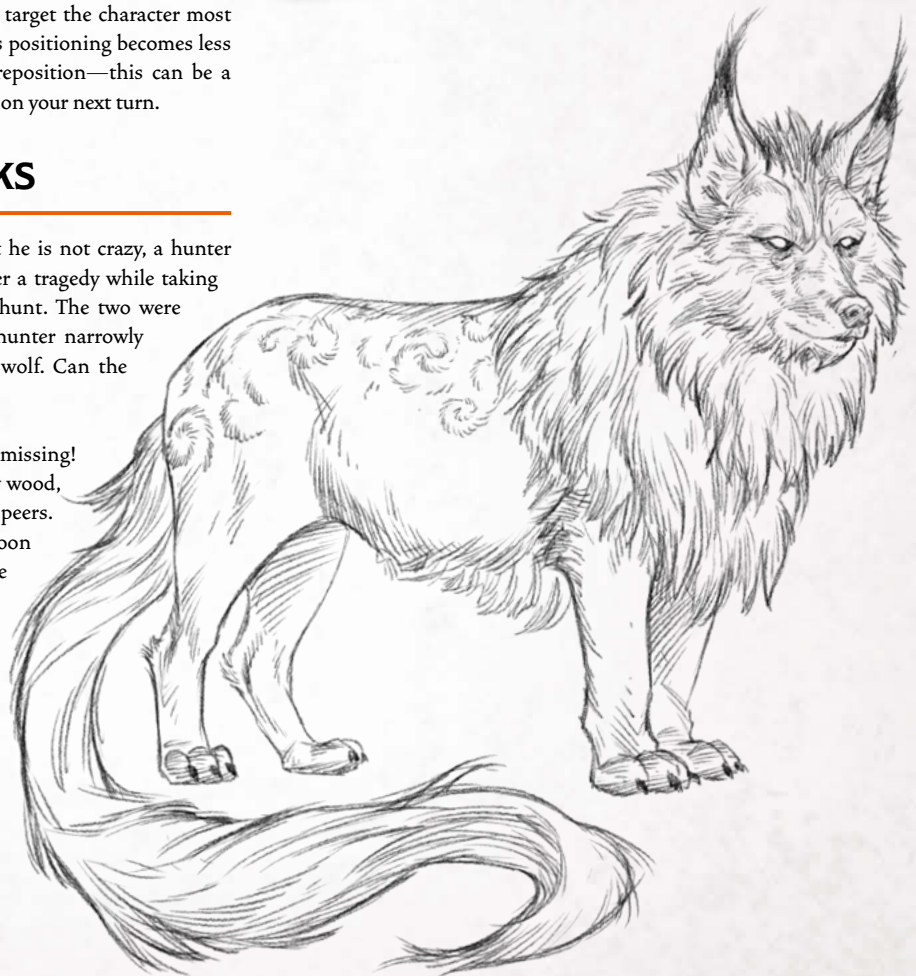 target the character most
s positioning becomes less
reposition—this can be a
on your next turn.
KS
he is not crazy, a hunter
er a tragedy while taking
hunt. The two were
hunter narrowly
wolf. Can the
missing!
wood,
peers.
oon
e